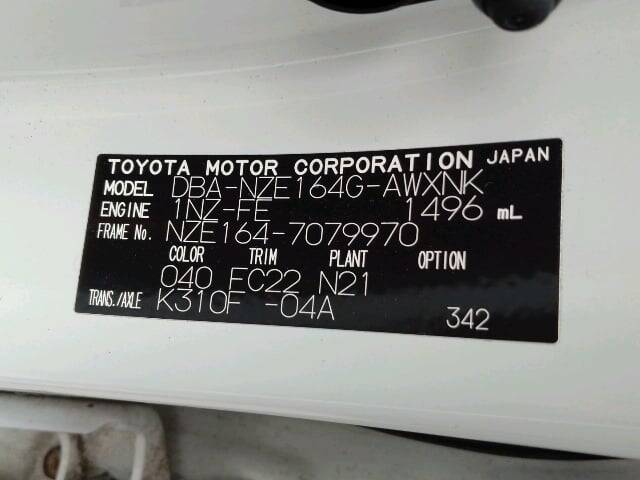 TOYOTA MOTOR CORPORATION JAPAN
MODEL DBA-NZE164G-AWXNK
ENGINE 1NZ-FE 1496 mL
FRAME No. NZE164-7079970
COLOR TRIM PLANT OPTION
040 FC22 N21
TRANS./AXLE K310F -04A
342